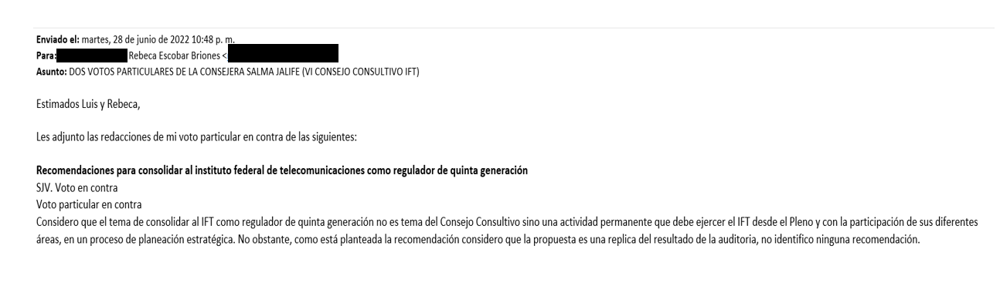 Enviado el: martes, 28 de junio de 2022 10:48 p. m.
Para: Rebeca Escobar Briones <
Asunto: DOS VOTOS PARTICULARES DE LA CONSEJERA SALMA JALIFE (VI CONSEJO CONSULTIVO IFT)
Estimados Luis y Rebeca,
Les adjunto las redacciones de mi voto particular en contra de las siguientes:
Recomendaciones para consolidar al instituto federal de telecomunicaciones como regulador de quinta generación
SJV. Voto en contra
Voto particular en contra
Considero que el tema de consolidar al IFT como regulador de quinta generación no es tema del Consejo Consultivo sino una actividad permanente que debe ejercer el IFT desde el Pleno y con la participación de sus diferentes
áreas, en un proceso de planeación estratégica. No obstante, como está planteada la recomendación considero que la propuesta es una replica del resultado de la auditoria, no identifico ninguna recomendación.